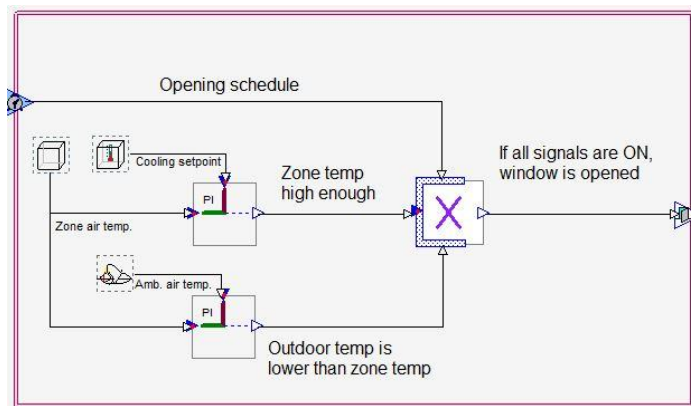 Opening schedule
Cooling setpoint
Zone temp
high enough
If all signals are ON,
window is opened
PI
Zone air temp.
X
Amb. air temp.
PI
Outdoor temp is
lower than zone temp